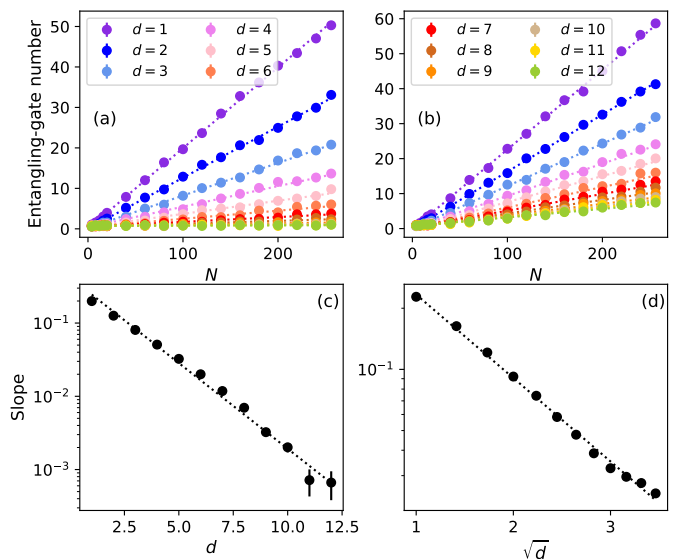 Entangling-gate number
60
50
40
30
20
10
0
d = 1
d = 2
d = 3
d = 4
d = 5
d = 6
(a)
0
100
200
N
60
50
40
30
20
10
0
d = 7
d = 8
d = 9
d = 10
d = 11
d = 12
(b)
0
100
200
N
Slope
10⁻¹
10⁻²
10⁻³
(c)
2.5
5.0
7.5
10.0
12.5
d
10⁻¹
(d)
1
2
3
√d